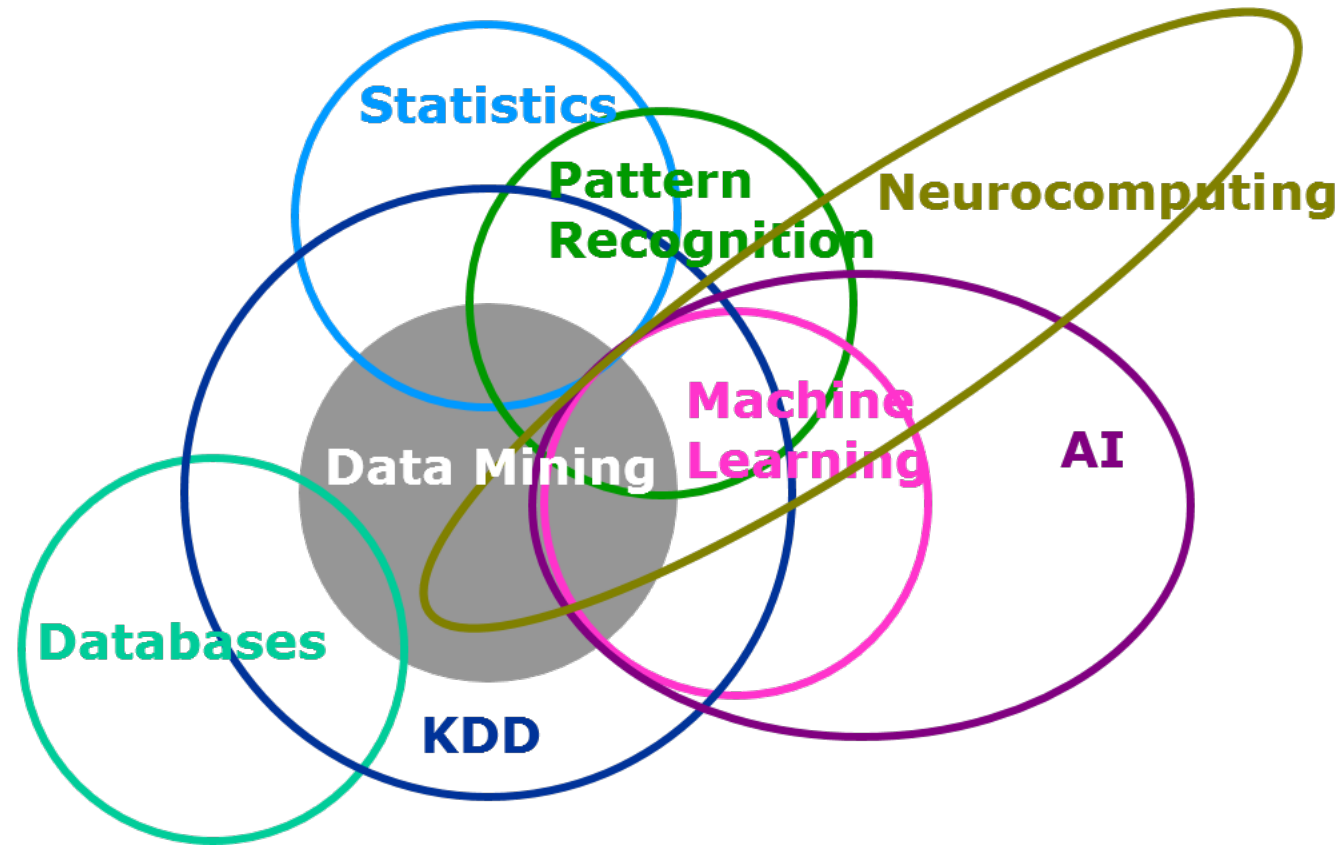 Statistics
Pattern
Recognition
Neurocomputing
Machine
Learning
AI
Data Mining
Databases
KDD